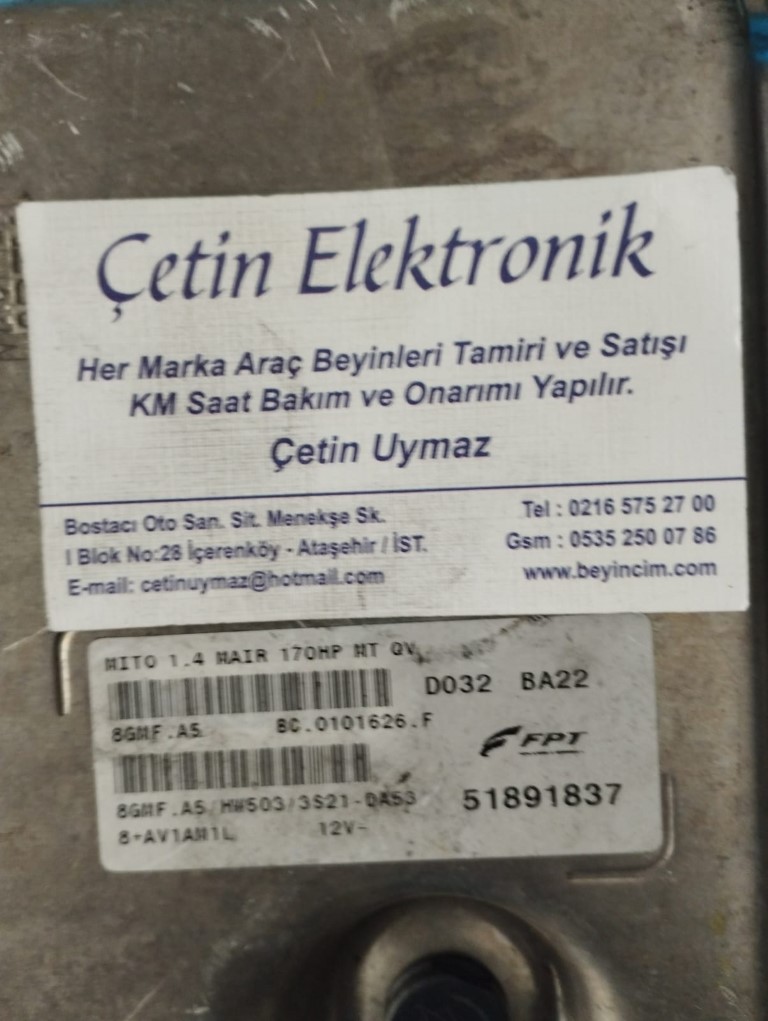 Çetin Elektronik
Her Marka Araç Beyinleri Tamiri ve Satışı
KM Saat Bakım ve Onarımı Yapılır.
Çetin Uymaz
Bostacı Oto San. Sit. Menekşe Sk.
I Blok No:28 İçerenköy - Ataşehir / İST.
E-mail: cetinuymaz@hotmail.com
Tel : 0216 575 27 00
Gsm : 0535 250 07 86
www.beyincim.com
MITO 1.4 MAIR 170HP MT QV
D032 BA22
8GMF.A5 BC.0101626.F
FPT
8GMF.A5/HW503/3S21-DA53
51891837
8-AV1AM1L 12V-